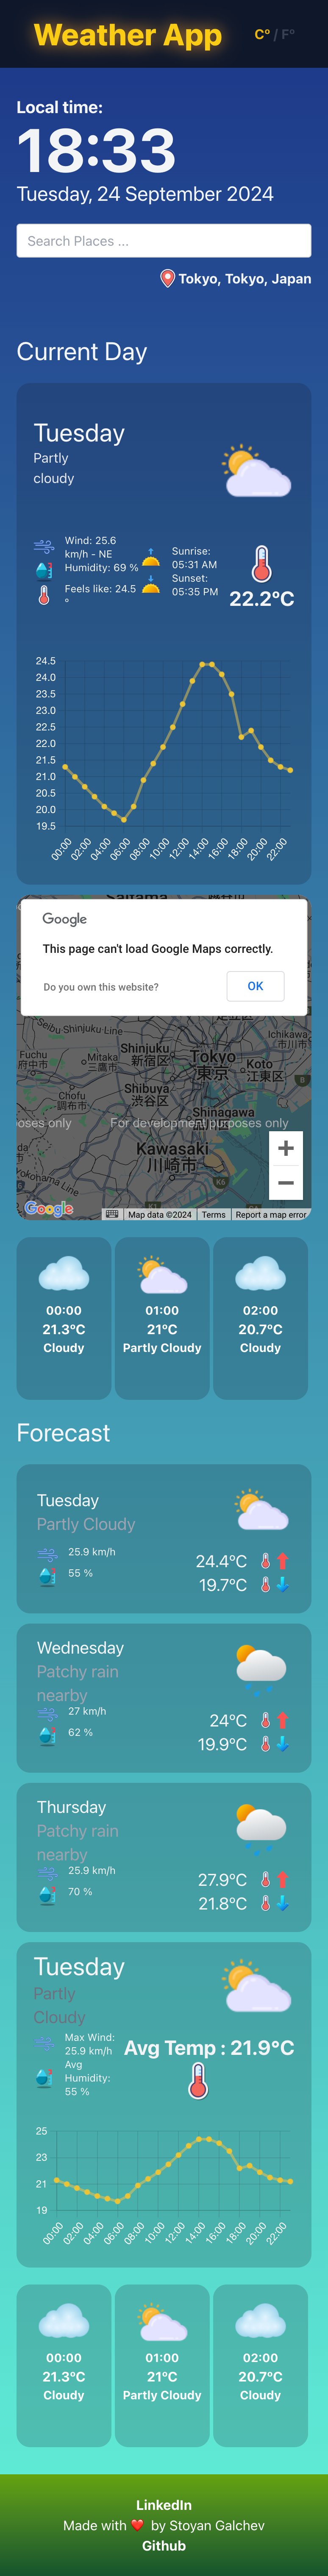 Weather App
C° / F°
Local time:
18:33
Tuesday, 24 September 2024
Search Places ...
Tokyo, Tokyo, Japan
Current Day
Tuesday
Partly
cloudy
Wind: 25.6
km/h - NE
Humidity: 69 %
Feels like: 24.5
°
Sunrise:
05:31 AM
Sunset:
05:35 PM
22.2°C
24.5
24.0
23.5
23.0
22.5
22.0
21.5
21.0
20.5
20.0
19.5
00:00
02:00
04:00
06:00
08:00
10:00
12:00
14:00
16:00
18:00
20:00
22:00
Google
This page can't load Google Maps correctly.
Do you own this website?
OK
Seibu Shinjuku Line
Ichikawa
市川市
Fuchu
府中市
Mitaka
三鷹市
Shinjuku
新宿区
Tokyo
東京
Koto
江東区
Chofu
調布市
Shibuya
渋谷区
Shinagawa
品川区
oses only
For development purposes only
Kawasaki
川崎市
Yokohama Line
K6
Google
Map data ©2024
Terms
Report a map error
00:00
21.3°C
Cloudy
01:00
21°C
Partly Cloudy
02:00
20.7°C
Cloudy
Forecast
Tuesday
Partly Cloudy
25.9 km/h
55 %
24.4°C
19.7°C
Wednesday
Patchy rain
nearby
27 km/h
62 %
24°C
19.9°C
Thursday
Patchy rain
nearby
25.9 km/h
70 %
27.9°C
21.8°C
Tuesday
Partly
Cloudy
Max Wind:
25.9 km/h
Avg
Humidity:
55 %
Avg Temp : 21.9°C
25
23
21
19
00:00
02:00
04:00
06:00
08:00
10:00
12:00
14:00
16:00
18:00
20:00
22:00
00:00
21.3°C
Cloudy
01:00
21°C
Partly Cloudy
02:00
20.7°C
Cloudy
LinkedIn
Made with ❤️ by Stoyan Galchev
Github